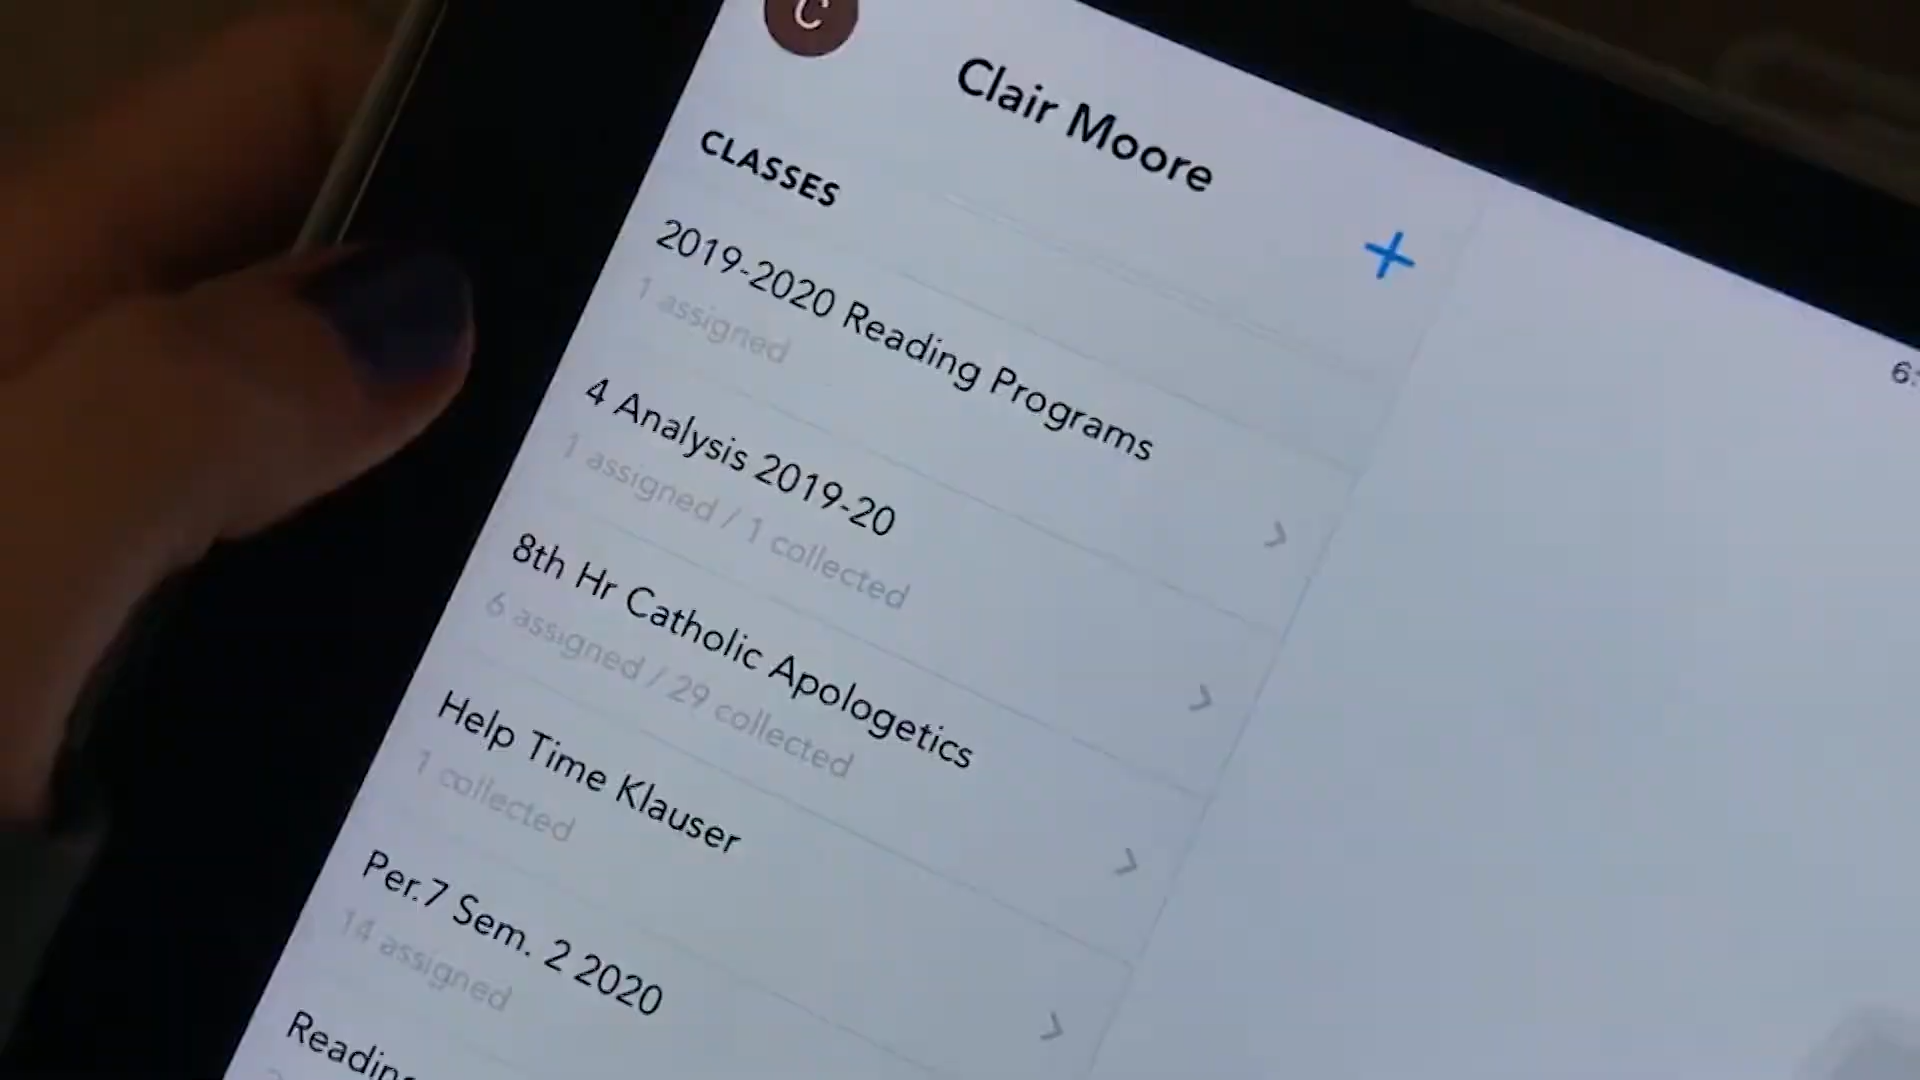 C
Clair Moore
CLASSES
2019-2020 Reading Programs
1 assigned
4 Analysis 2019-20
1 assigned / 1 collected
8th Hr Catholic Apologetics
6 assigned / 29 collected
Help Time Klauser
1 collected
Per.7 Sem. 2 2020
14 assigned